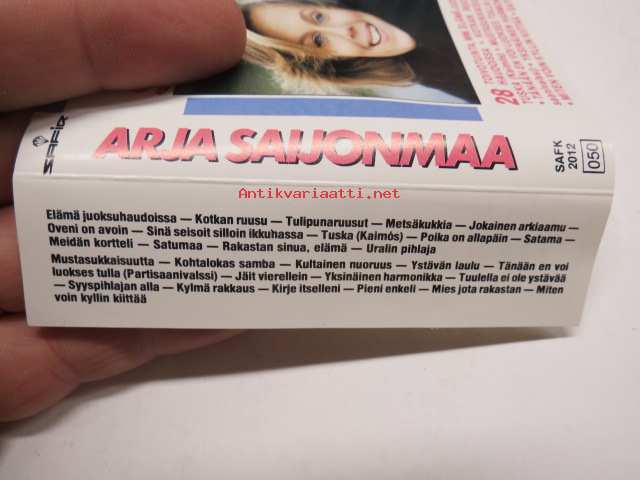 28
SAFIR
ARJA SAIJONMAA
SAFK
2012
050
Antikvariaatti.net
Elämä juoksuhaudoissa — Kotkan ruusu — Tulipunaruusut — Metsäkukkia — Jokainen arkiaamu —
Oveni on avoin — Sinä seisoit silloin ikkuhassa — Tuska (Kaimós) — Poika on allapäin — Satama —
Meidän kortteli — Satumaa — Rakastan sinua, elämä — Uralin pihlaja
Mustasukkaisuutta — Kohtalokas samba — Kultainen nuoruus — Ystävän laulu — Tänään en voi
luokses tulla (Partisaanivalssi) — Jäit vierellein — Yksinäinen harmonikka — Tuulella ei ole ystävää
— Syyspihlajan alla — Kylmä rakkaus — Kirje itselleni — Pieni enkeli — Mies jota rakastan — Miten
voin kyllin kiittää